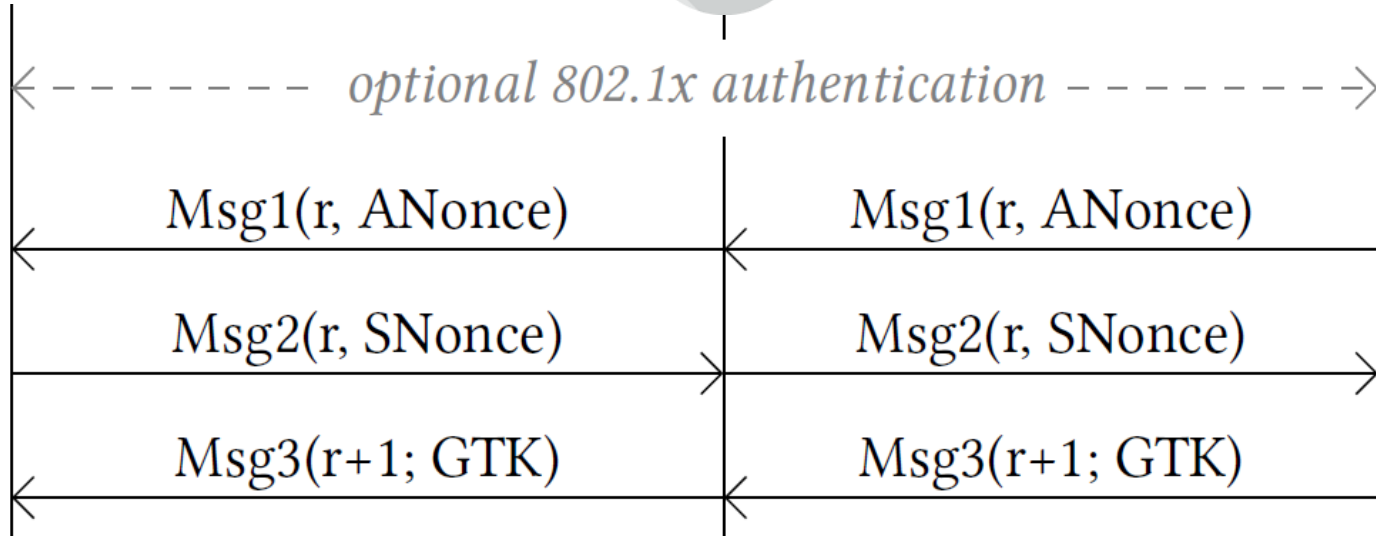 optional 802.1x authentication
Msg1(r, ANonce) Msg1(r, ANonce)
Msg2(r, SNonce) Msg2(r, SNonce)
Msg3(r+1; GTK) Msg3(r+1; GTK)